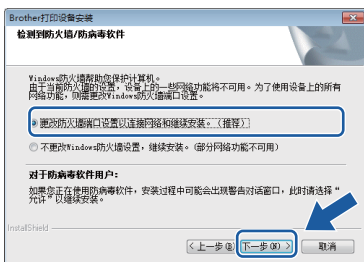 Brother打印设备安装
检测到防火墙/防病毒软件
Windows防火墙帮助您保护计算机。
由于当前防火墙的设置，设备上的一些网络功能将不可用。为了使用设备上的所有
网络功能，则需更改Windows防火墙端口设置。
更改防火墙端口设置以连接网络和继续安装。（推荐）
不更改Windows防火墙设置，继续安装。（部分网络功能不可用）
对于防病毒软件用户：
如果您正在使用防病毒软件，安装过程中可能会出现警告对话窗口，此时请选择“
允许”以继续安装。
InstallShield
< 上一步(B)
下一步(N) >
取消